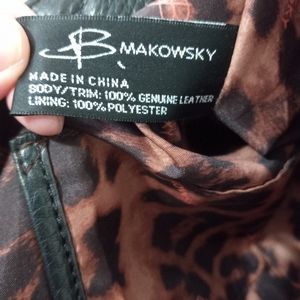 B MAKOWSKY
MADE IN CHINA
BODY/TRIM: 100% GENUINE LEATHER
LINING: 100% POLYESTER